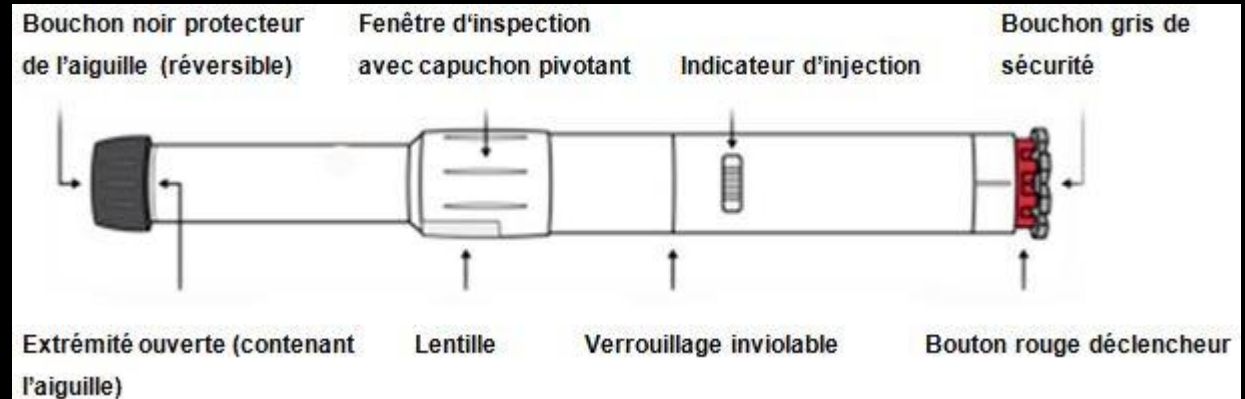 Bouchon noir protecteur
de l'aiguille (réversible)
Fenêtre d‘inspection
avec capuchon pivotant
Indicateur d'injection
Bouchon gris de
sécurité
Extrémité ouverte (contenant
l'aiguille)
Lentille
Verrouillage inviolable
Bouton rouge déclencheur